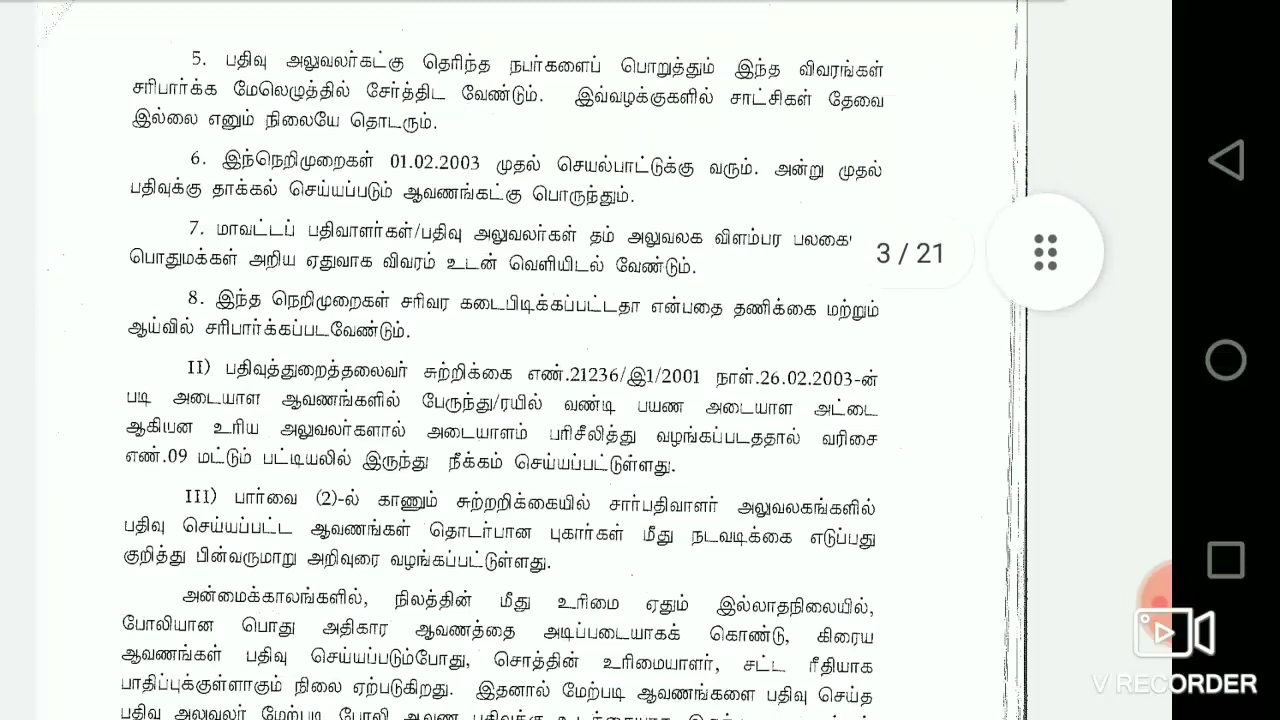 5. பதிவு அலுவலர்கட்கு தெரிந்த நபர்களைப் பொறுத்தும் இந்த விவரங்கள்
சரிபார்க்க மேலெழுத்தில் சேர்த்திட வேண்டும். இவ்வழக்குகளில் சாட்சிகள் தேவை
இல்லை எனும் நிலையே தொடரும்.
6. இந்நெறிமுறைகள் 01.02.2003 முதல் செயல்பாட்டுக்கு வரும். அன்று முதல்
பதிவுக்கு தாக்கல் செய்யப்படும் ஆவணங்கட்கு பொருந்தும்.
7. மாவட்டப் பதிவாளர்கள்/பதிவு அலுவலர்கள் தம் அலுவலக விளம்பர பலகை
3 / 21
பொதுமக்கள் அறிய ஏதுவாக விவரம் உடன் வெளியிடல் வேண்டும்.
8. இந்த நெறிமுறைகள் சரிவர கடைபிடிக்கப்பட்டதா என்பதை தணிக்கை மற்றும்
ஆய்வில் சரிபார்க்கப்படவேண்டும்.
II) பதிவுத்துறைத்தலைவர் சுற்றிக்கை எண்.21236/இ1/2001 நாள்.26.02.2003-ன்
படி அடையாள ஆவணங்களில் பேருந்து/ரயில் வண்டி பயண அடையாள அட்டை
ஆகியன உரிய அலுவலர்களால் அடையாளம் பரிசீலித்து வழங்கப்படததால் வரிசை
எண்.09 மட்டும் பட்டியலில் இருந்து நீக்கம் செய்யப்பட்டுள்ளது.
III) பார்வை (2)-ல் காணும் சுற்றறிக்கையில் சார்பதிவாளர் அலுவலகங்களில்
பதிவு செய்யப்பட்ட ஆவணங்கள் தொடர்பான புகார்கள் மீது நடவடிக்கை எடுப்பது
குறித்து பின்வருமாறு அறிவுரை வழங்கப்பட்டுள்ளது.
அன்மைக்காலங்களில், நிலத்தின் மீது உரிமை ஏதும் இல்லாதநிலையில்,
போலியான பொது அதிகார ஆவணத்தை அடிப்படையாகக் கொண்டு, கிரைய
ஆவணங்கள் பதிவு செய்யப்படும்போது, சொத்தின் உரிமையாளர், சட்ட ரீதியாக
பாதிப்புக்குள்ளாகும் நிலை ஏற்படுகிறது. இதனால் மேற்படி ஆவணங்களை பதிவு செய்த
பதிவு அலுவலர் மேற்படி போலி ஆவண
V RECORDER